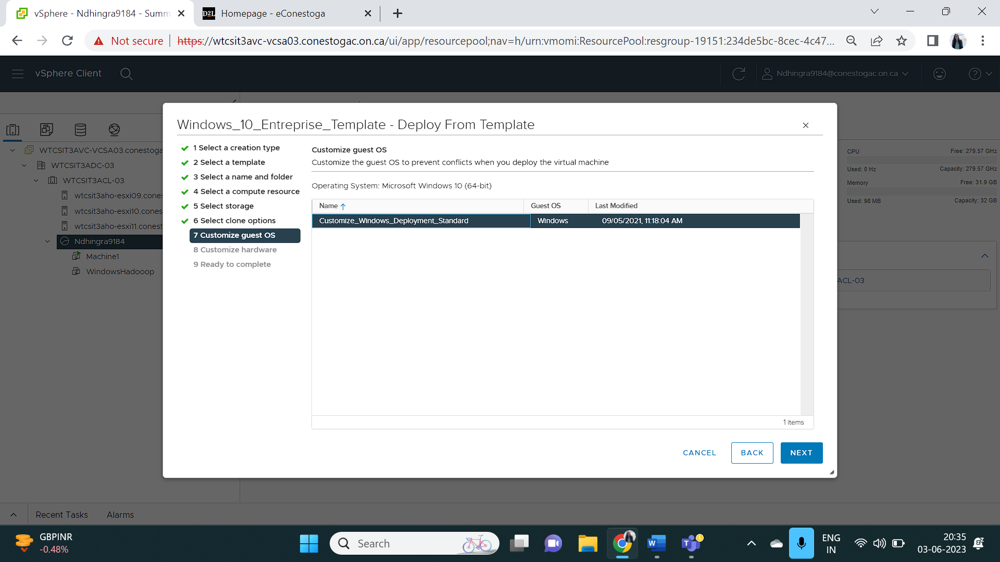 vSphere - Ndhingra9184 - Summ
D2L Homepage - eConestoga
Not secure https://wtcsit3avc-vcsa03.conestogac.on.ca/ui/app/resourcepool;nav=h/urn:vmomi:ResourcePool:resgroup-19151:234de5bc-8cec-4c47...
vSphere Client
Ndhingra9184@conestogac.on.ca
Windows_10_Entreprise_Template - Deploy From Template
WTCSIT3AVC-VCSA03.conestoga
WTCSIT3ADC-03
WTCSIT3ACL-03
wtcsit3aho-esxi09.cones
wtcsit3aho-esxi10.cones
wtcsit3aho-esxi11.conest
Ndhingra9184
Machine1
WindowsHadooop
1 Select a creation type
2 Select a template
3 Select a name and folder
4 Select a compute resource
5 Select storage
6 Select clone options
7 Customize guest OS
8 Customize hardware
9 Ready to complete
Customize guest OS
Customize the guest OS to prevent conflicts when you deploy the virtual machine
Operating System: Microsoft Windows 10 (64-bit)
Name Guest OS Last Modified
Customize_Windows_Deployment_Standard Windows 09/05/2021, 11:18:04 AM
1 items
CANCEL BACK NEXT
CPU Free: 279.57 GHz
Used: 0 Hz Capacity: 279.57 GHz
Memory Free: 31.9 GB
Used: 98 MB Capacity: 32 GB
ACL-03
Recent Tasks Alarms
GBPINR
-0.48%
Search
ENG
IN
20:35
03-06-2023